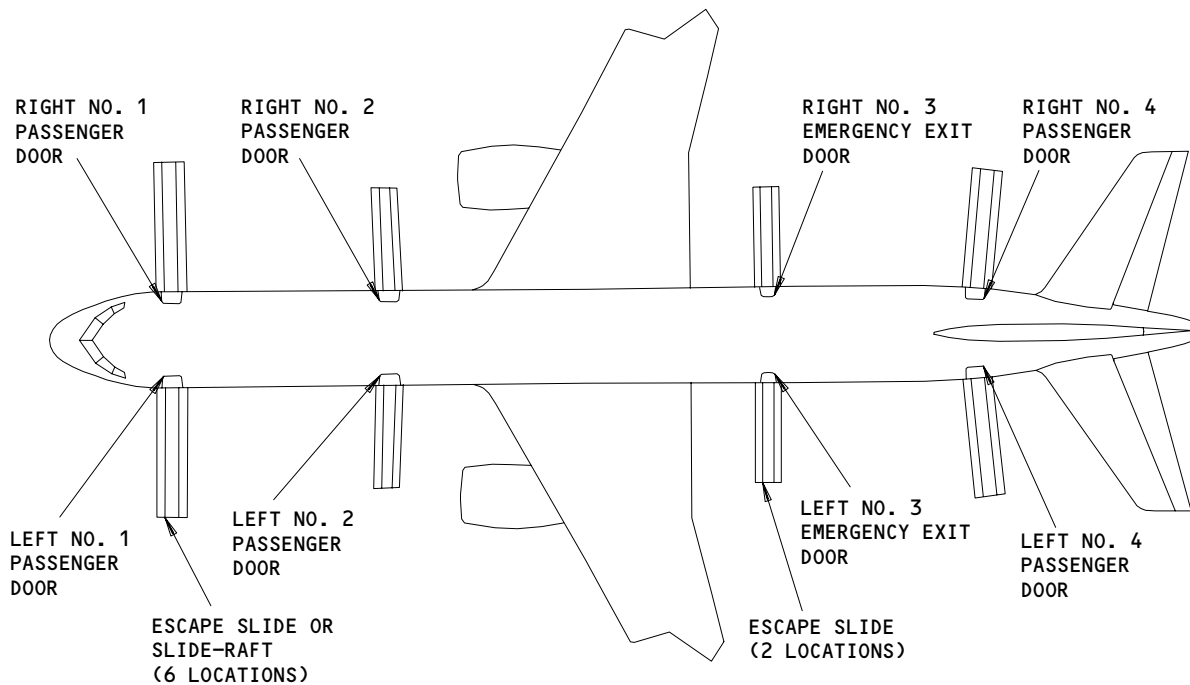 RIGHT NO. 1
PASSENGER
DOOR
RIGHT NO. 2
PASSENGER
DOOR
RIGHT NO. 3
EMERGENCY EXIT
DOOR
RIGHT NO. 4
PASSENGER
DOOR
LEFT NO. 1
PASSENGER
DOOR
LEFT NO. 2
PASSENGER
DOOR
LEFT NO. 3
EMERGENCY EXIT
DOOR
LEFT NO. 4
PASSENGER
DOOR
ESCAPE SLIDE OR
SLIDE-RAFT
(6 LOCATIONS)
ESCAPE SLIDE
(2 LOCATIONS)